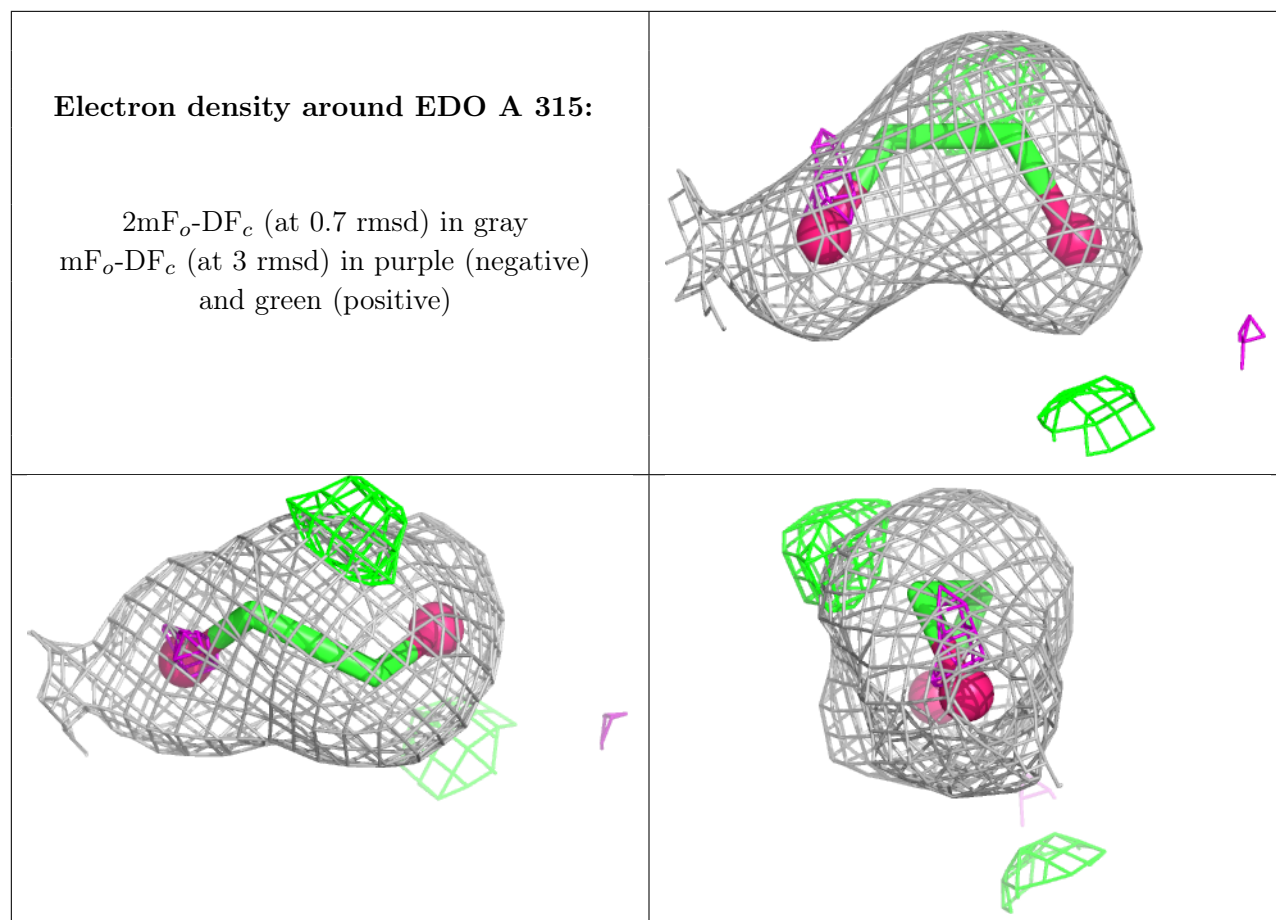 Electron density around EDO A 315:
2mFo-DFc (at 0.7 rmsd) in gray
mFo-DFc (at 3 rmsd) in purple (negative)
and green (positive)